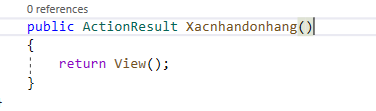 0 references
public ActionResult Xacnhandonhang()
{
return View();
}